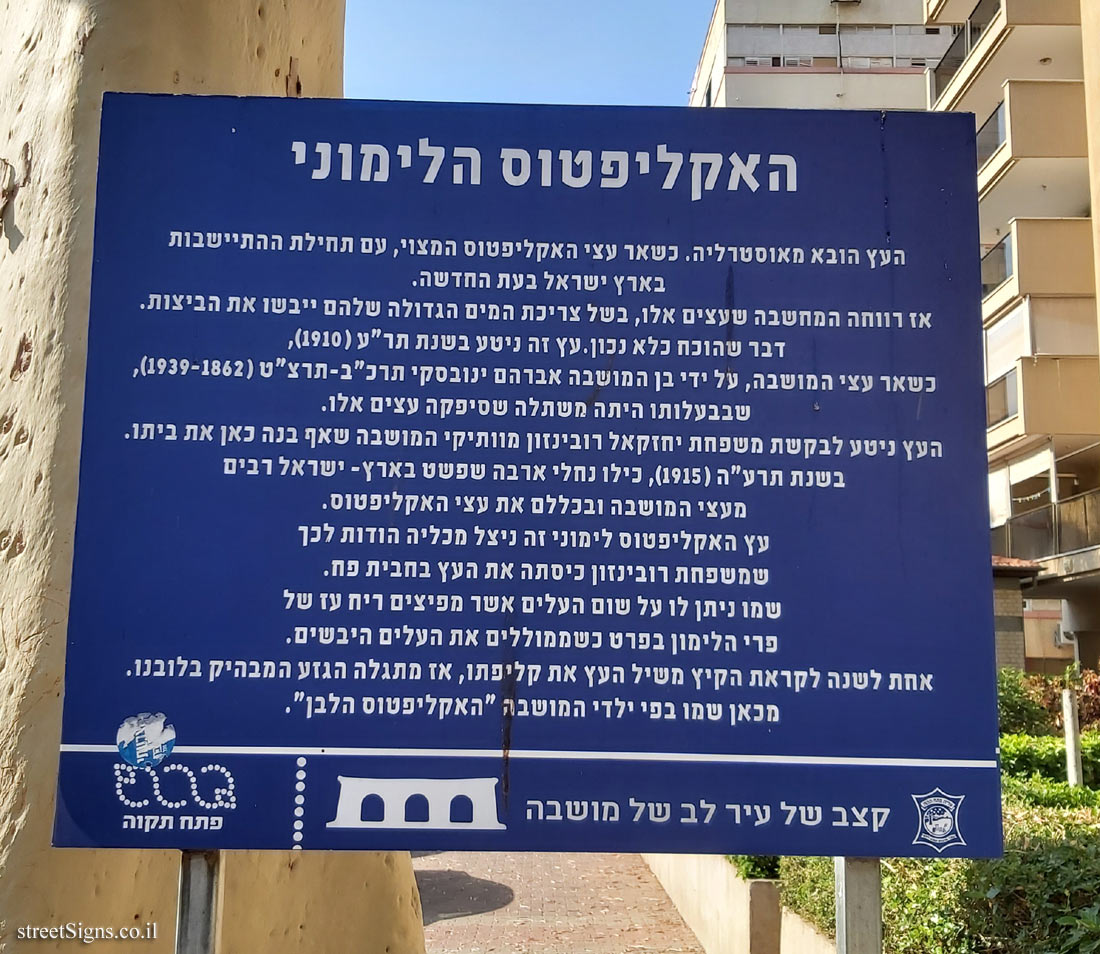 האקליפטוס הלימוני
העץ הובא מאוסטרליה. כשאר עצי האקליפטוס המצוי, עם תחילת ההתיישבות
בארץ ישראל בעת החדשה.
אז רווחה המחשבה שעצים אלו, בשל צריכת המים הגדולה שלהם ייבשו את הביצות.
דבר שהוכח כלא נכון.עץ זה ניטע בשנת תר"ע (1910),
כשאר עצי המושבה, על ידי בן המושבה אברהם ינובסקי תרכ"ב-תרצ"ט (1939-1862),
שבבעלותו היתה משתלה שסיפקה עצים אלו.
העץ ניטע לבקשת משפחת יחזקאל רובינזון מוותיקי המושבה שאף בנה כאן את ביתו.
בשנת תרע"ה (1915), כילו נחלי ארבה שפשט בארץ- ישראל רבים
מעצי המושבה ובכללם את עצי האקליפטוס.
עץ האקליפטוס לימוני זה ניצל מכליה הודות לכך
שמשפחת רובינזון כיסתה את העץ בחבית פח.
שמו ניתן לו על שום העלים אשר מפיצים ריח עז של
פרי הלימון בפרט כשממוללים את העלים היבשים.
אחת לשנה לקראת הקיץ משיל העץ את קליפתו, אז מתגלה הגזע המבהיק בלובנו.
מכאן שמו בפי ילדי המושבה "האקליפטוס הלבן".
קצב של עיר לב של מושבה
פתח תקוה
streetSigns.co.il